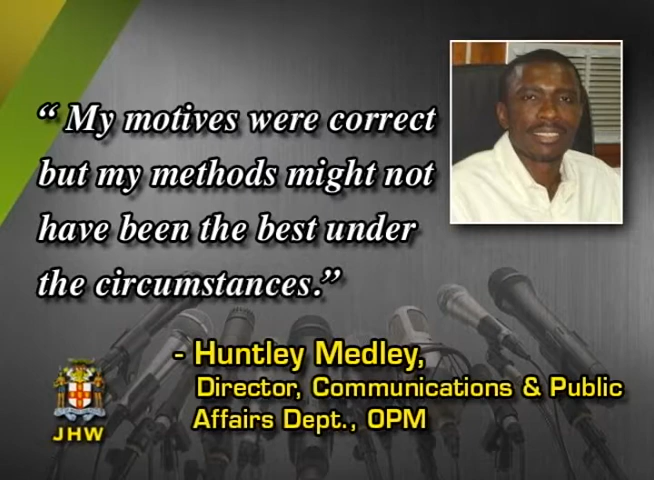 “ My motives were correct
but my methods might not
have been the best under
the circumstances.”
- Huntley Medley,
Director, Communications & Public
Affairs Dept., OPM
JHW